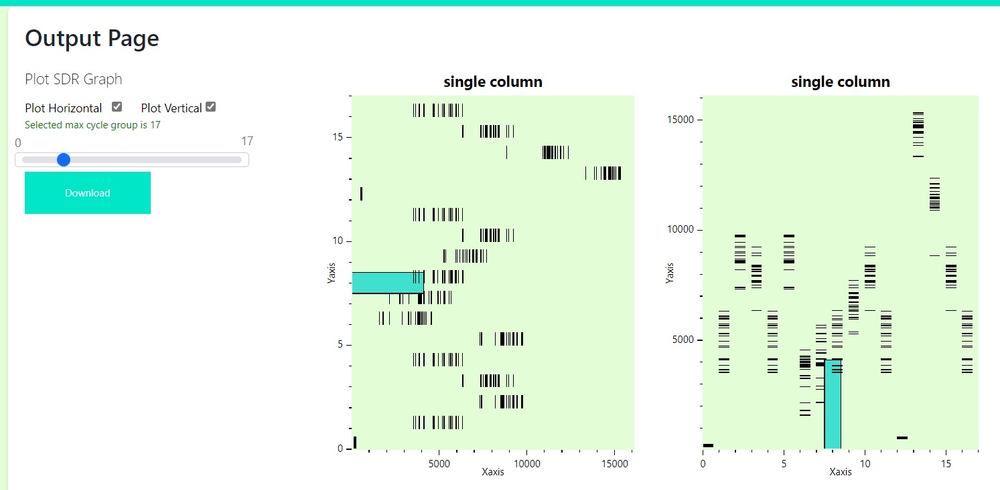 Output Page
Plot SDR Graph
Plot Horizontal Plot Vertical
Selected max cycle group is 17
0 17
Download
single column
15
10
5
0
Yaxis
5000 10000 15000
Xaxis
single column
15000
10000
5000
Yaxis
0 5 10 15
Xaxis